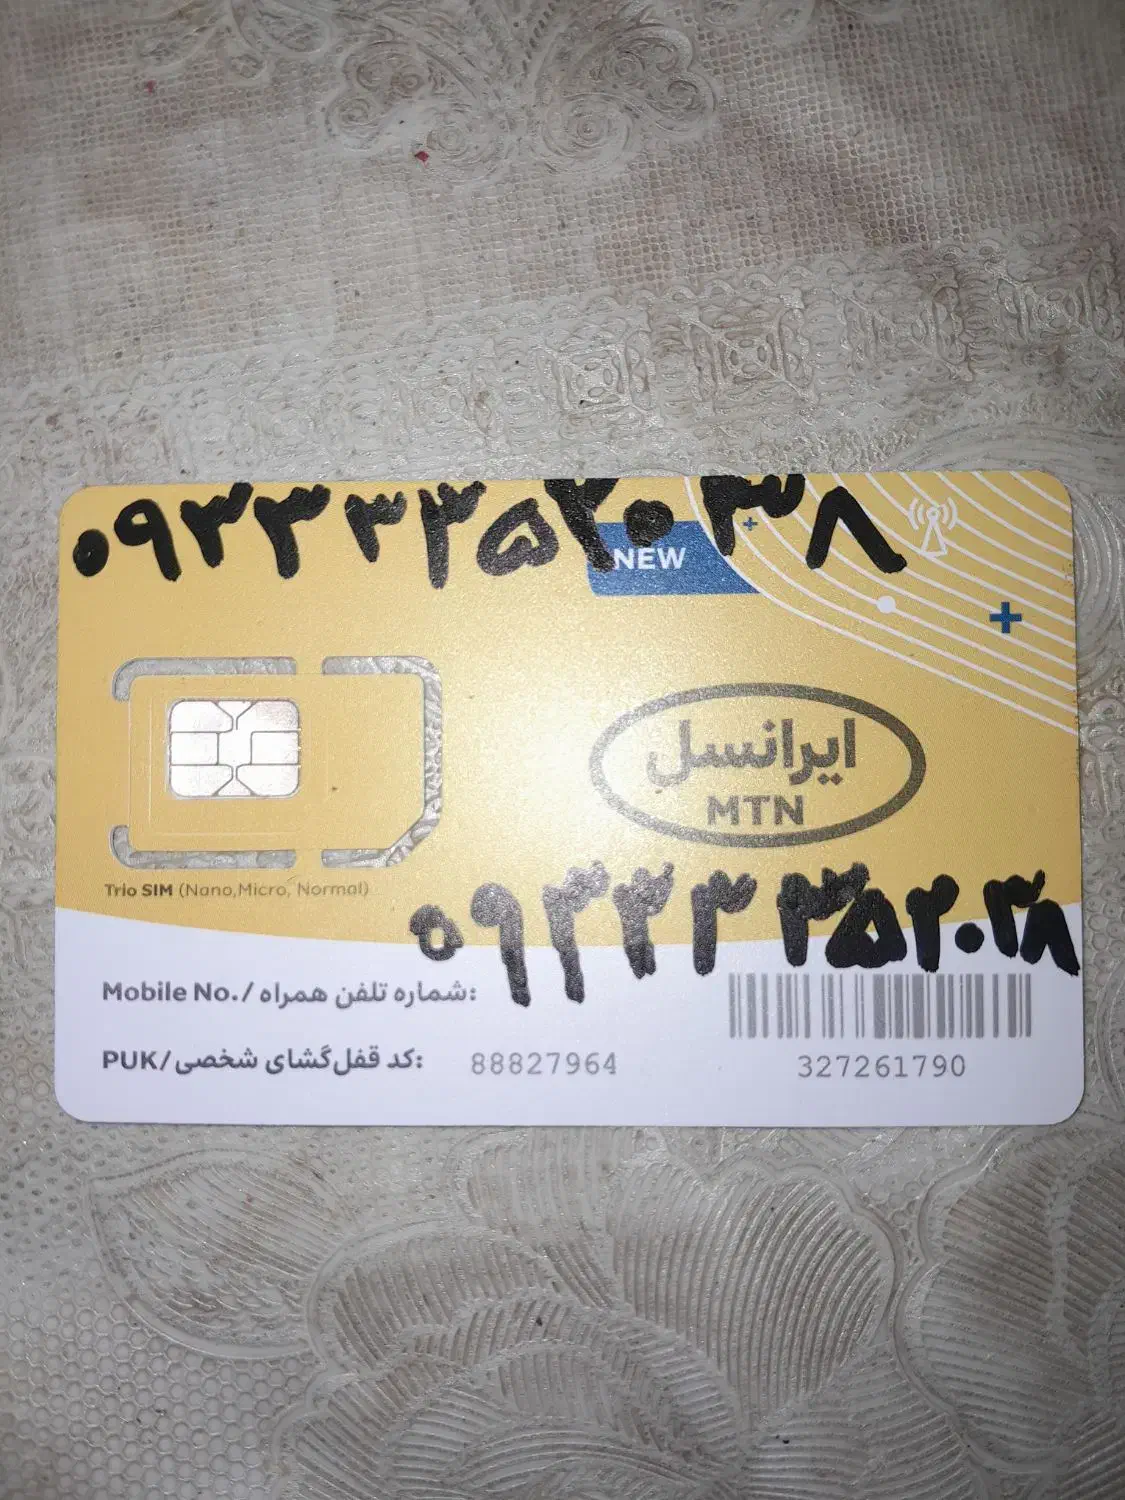 ۰۹۳۳۳۳۵۲۰۳۸
NEW
ایرانسل
MTN
Trio SIM (Nano,Micro, Normal)
۰۹۳۳۳۳۵۲۰۳۸
Mobile No./ شماره تلفن همراه:
PUK/ کد قفل‌گشای شخصی: 88827964
327261790